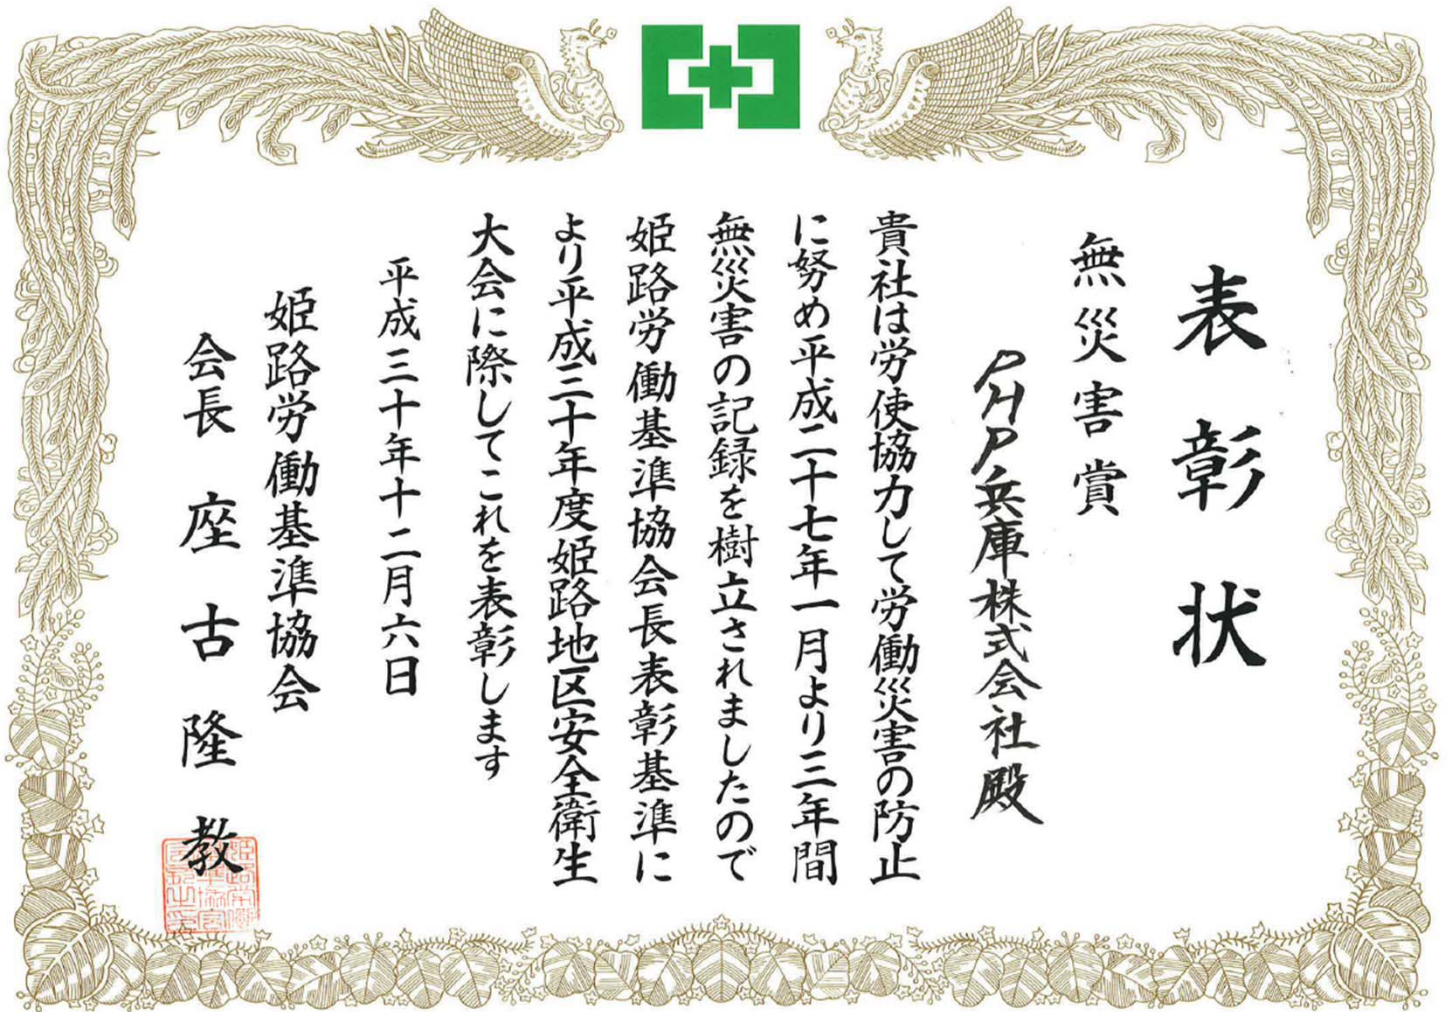 表彰状
無災害賞
PHP兵庫株式会社殿
貴社は労使協力して労働災害の防止
に努め平成二十七年一月より三年間
無災害の記録を樹立されましたので
姫路労働基準協会長表彰基準に
より平成三十年度姫路地区安全衛生
大会に際してこれを表彰します
平成三十年十二月六日
姫路労働基準協会
会長 座古隆教